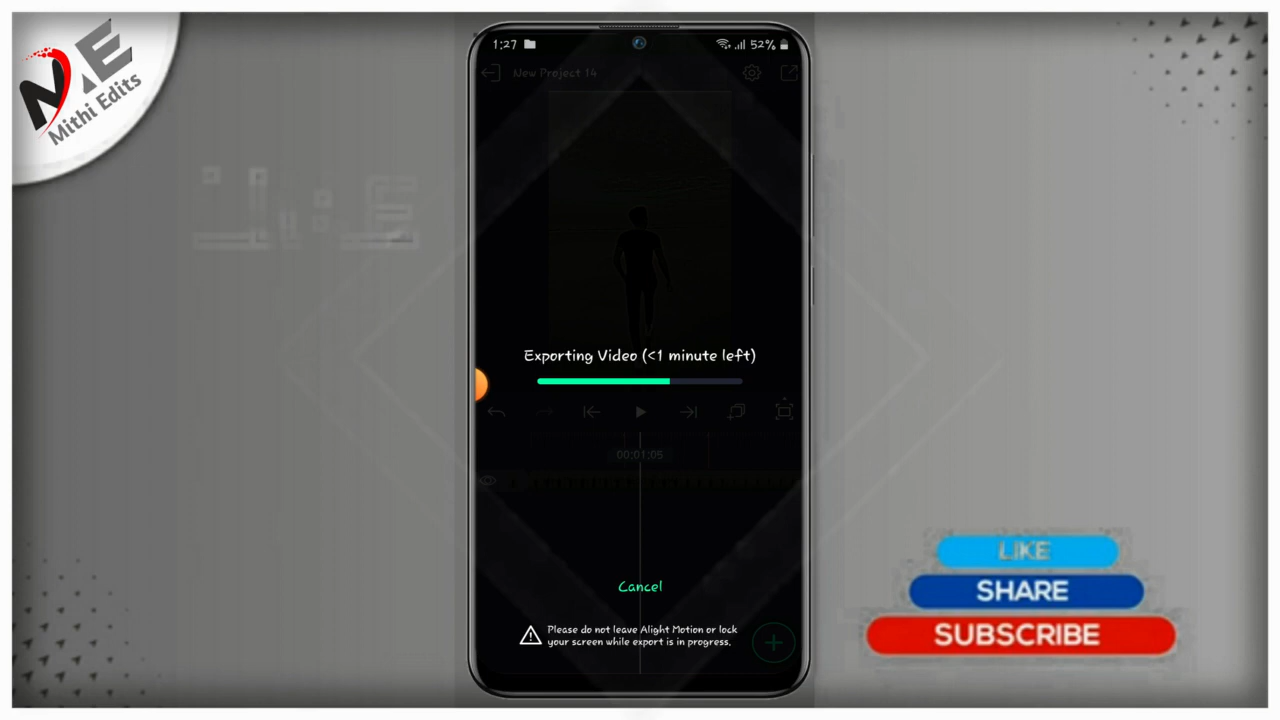 ME
Mithi Edits
1:27
52%
New Project 14
Exporting Video (<1 minute left)
00:01:05
Cancel
Please do not leave Alight Motion or lock
your screen while export is in progress.
LIKE
SHARE
SUBSCRIBE